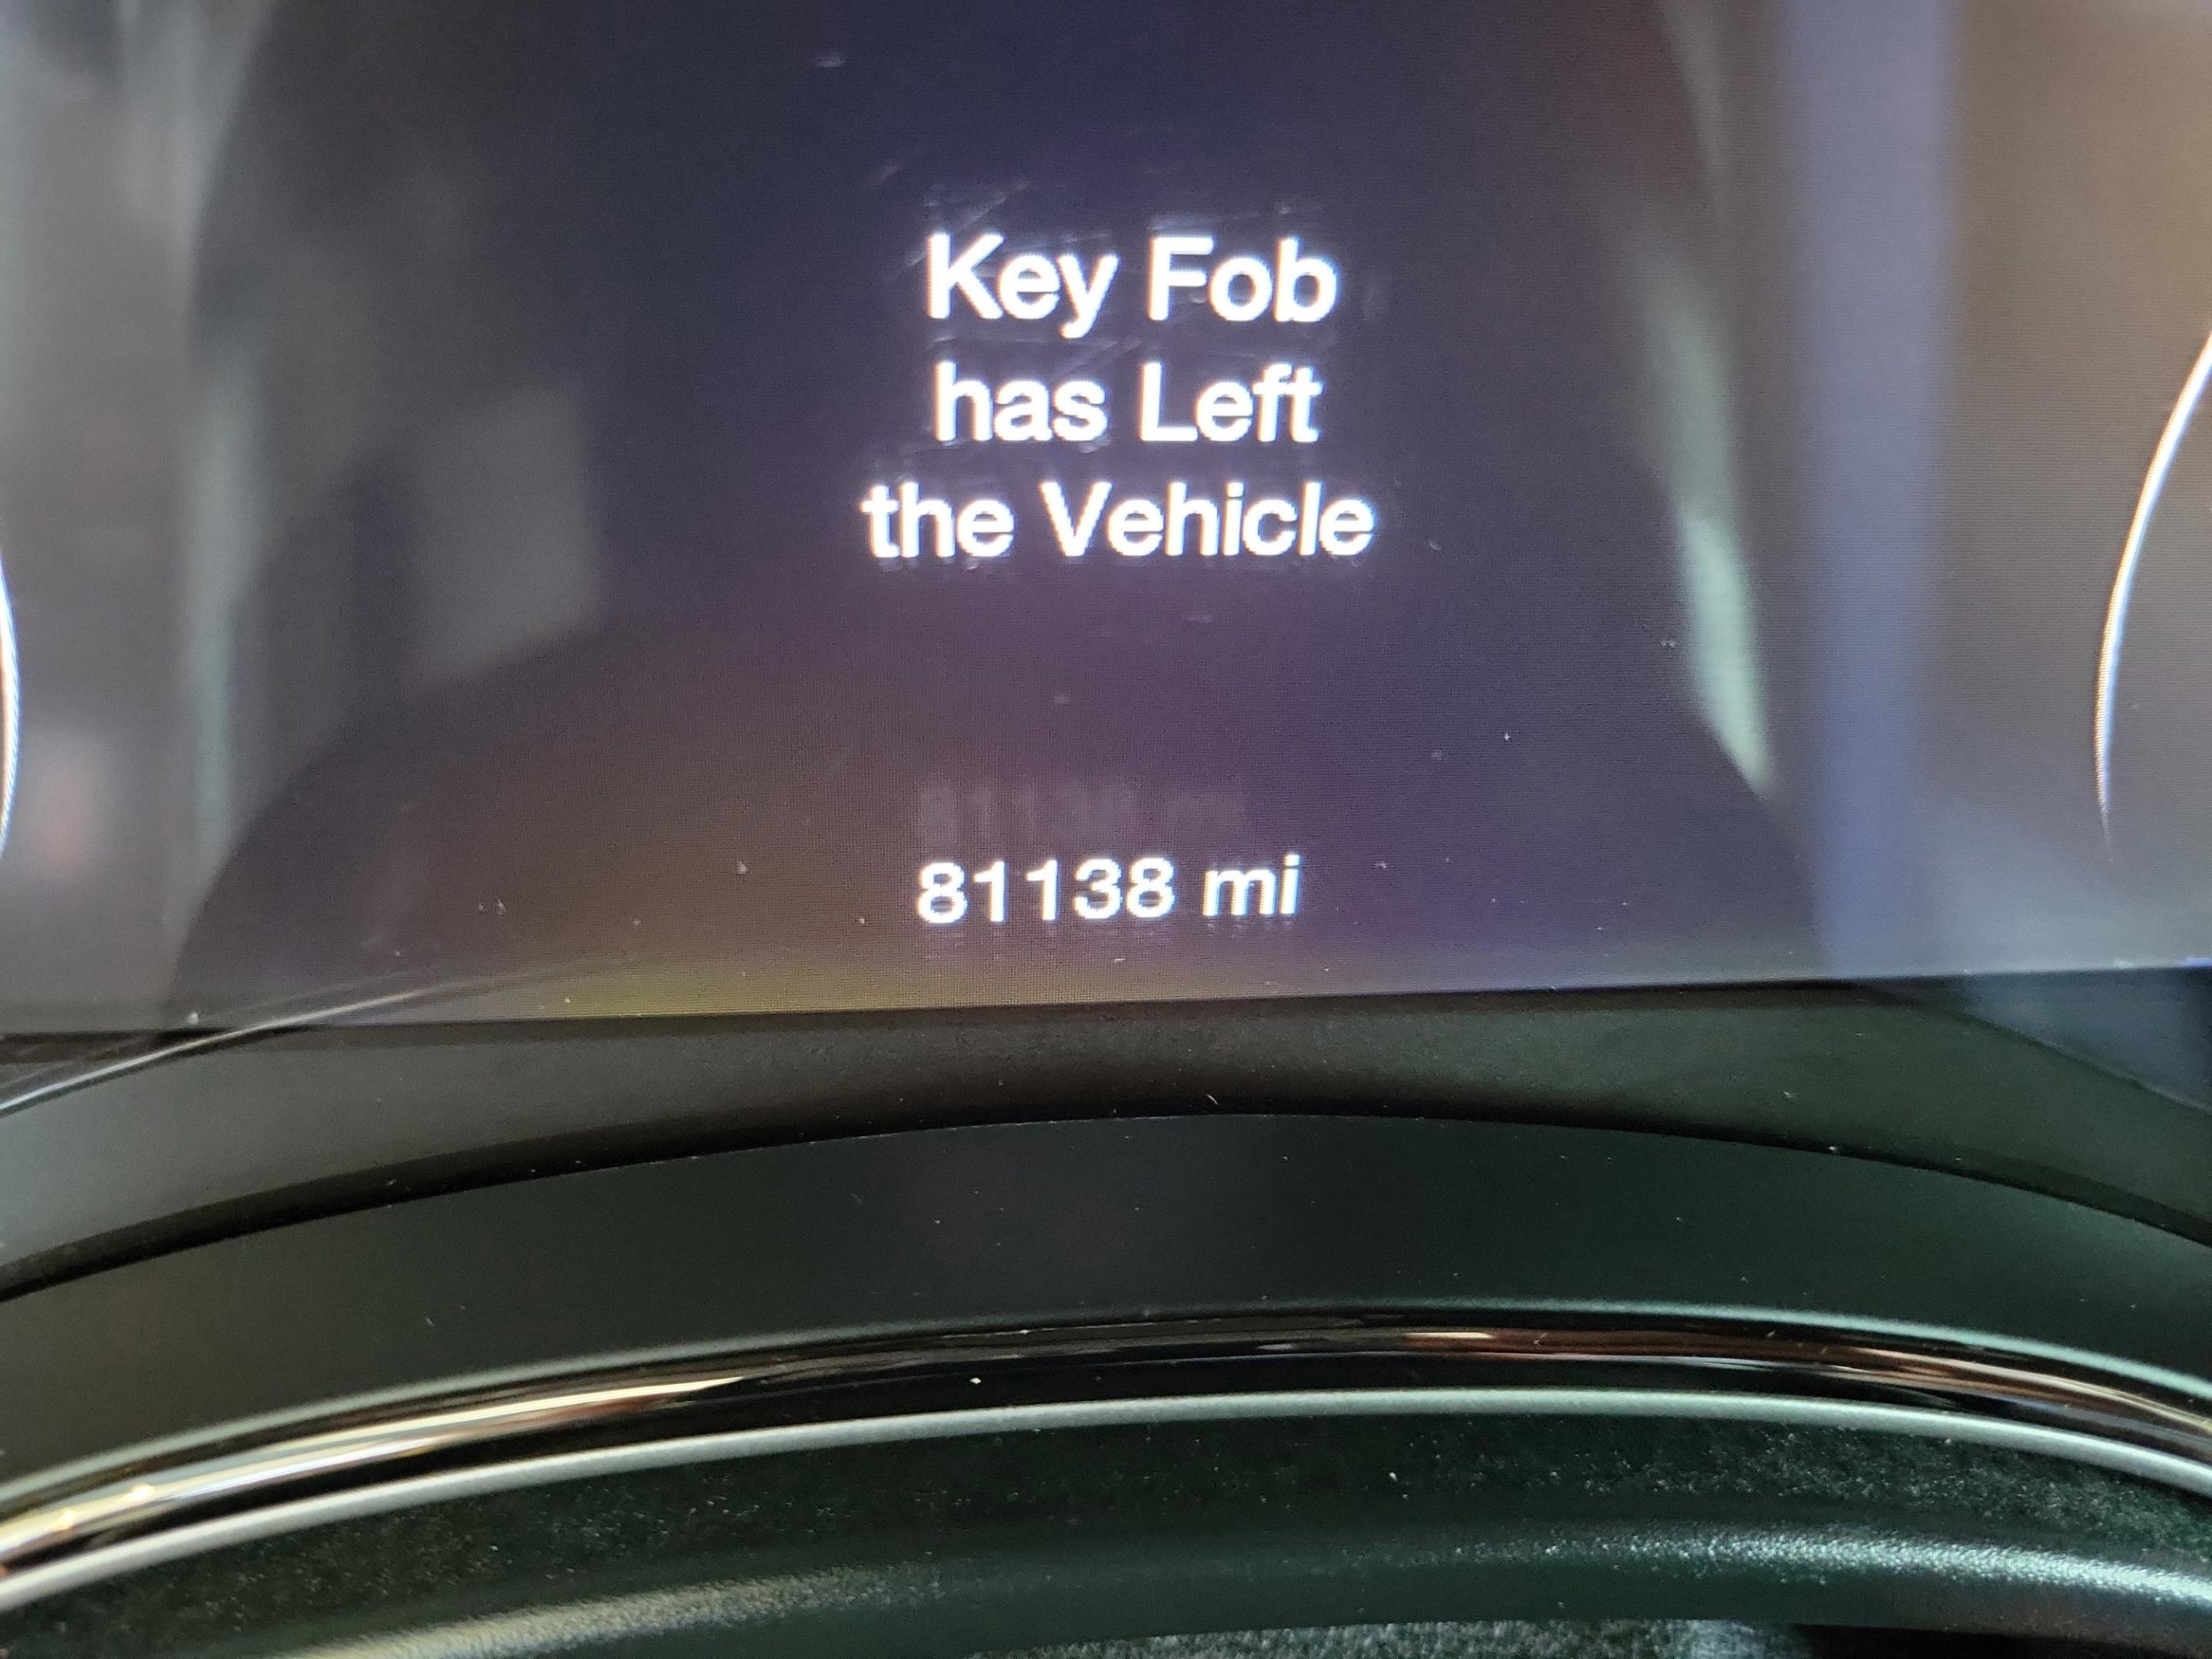 Key Fob
has Left
the Vehicle
81138 mi